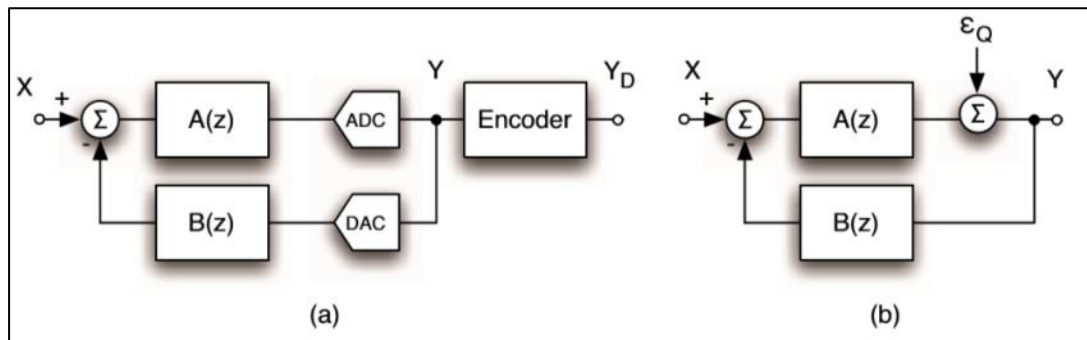 X
+
Σ
-
A(z)
ADC
Y
Encoder
Y_D
B(z)
DAC
(a)
X
+
Σ
-
A(z)
ε_Q
Σ
Y
B(z)
(b)